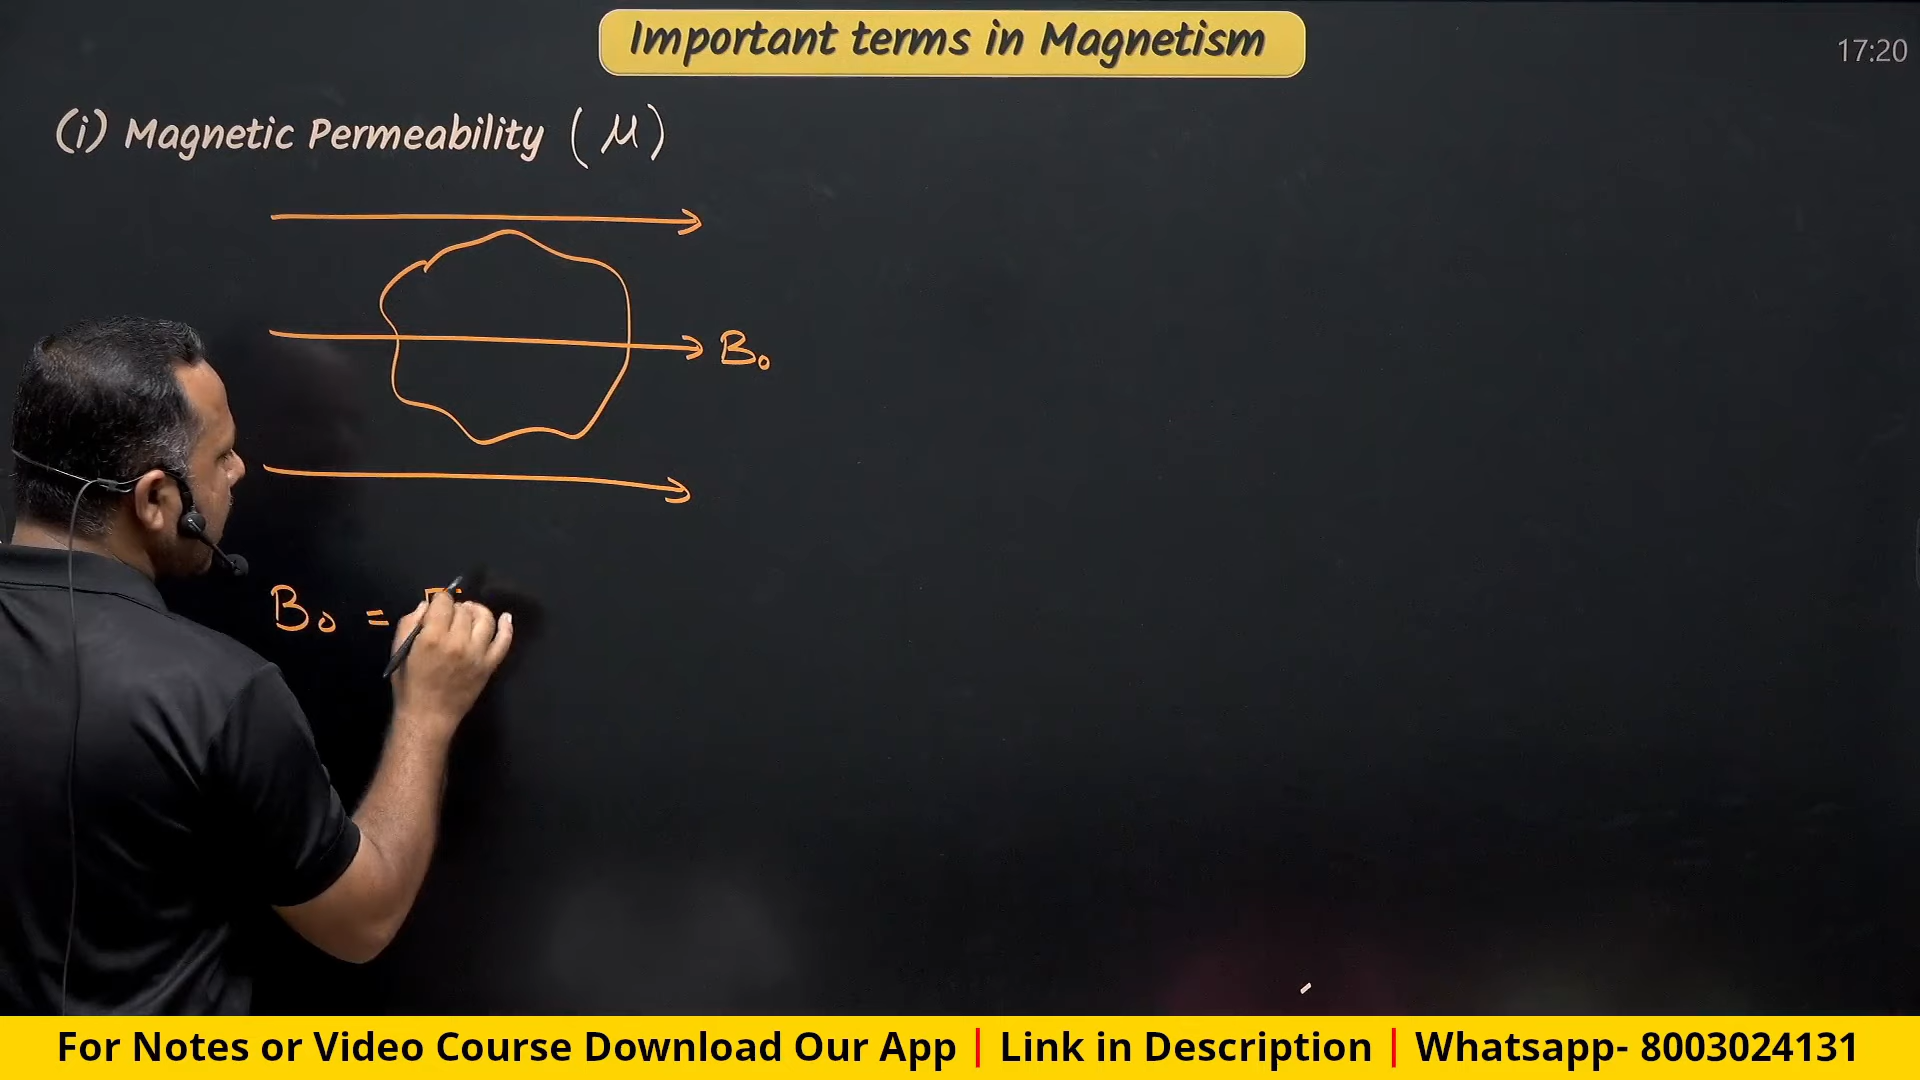 Important terms in Magnetism
17:20
(i) Magnetic Permeability (μ)
B₀
B₀ =
For Notes or Video Course Download Our App | Link in Description | Whatsapp- 8003024131